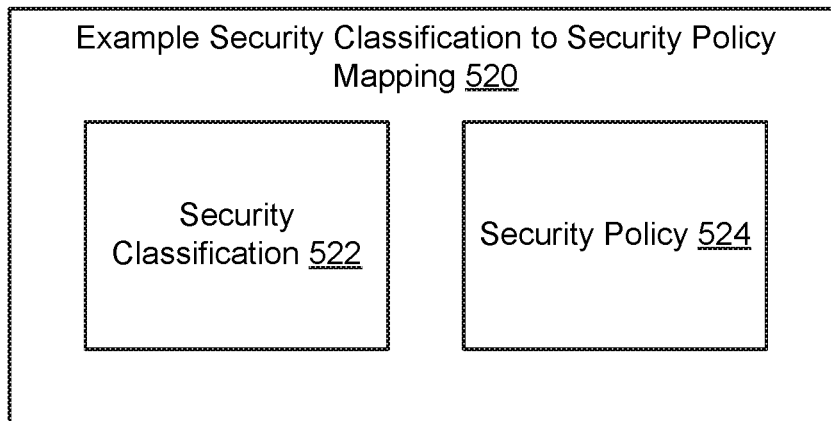 Example Security Classification to Security Policy
Mapping 520
Security
Classification 522
Security Policy 524